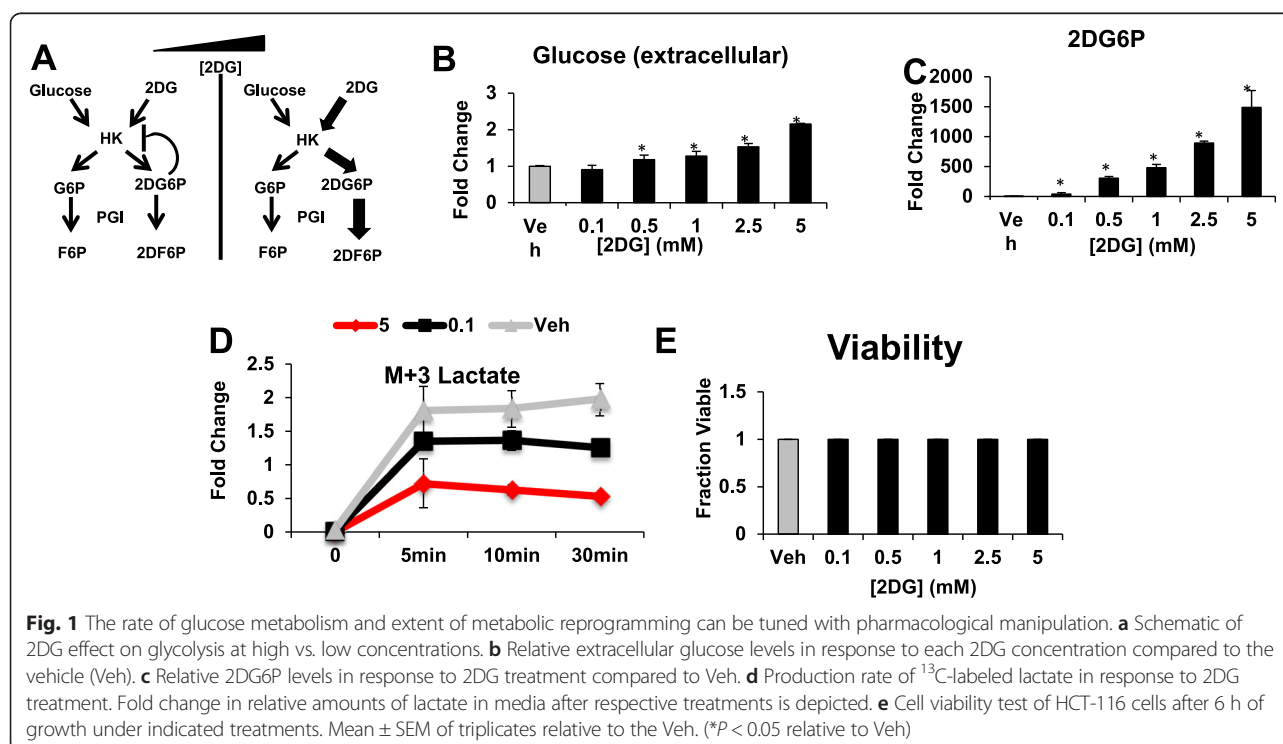 A
[2DG]
Glucose 2DG
HK
G6P 2DG6P
PGI
F6P 2DF6P
Glucose 2DG
HK
G6P 2DG6P
PGI
F6P 2DF6P
B
Glucose (extracellular)
Fold Change
3
2
1
0
* * * *
Ve
h
0.1 0.5 1 2.5 5
[2DG] (mM)
2DG6P
C
Fold Change
2000
1500
1000
500
0
* * * * *
Ve
h
0.1 0.5 1 2.5 5
[2DG] (mM)
5 0.1 Veh
D
M+3 Lactate
Fold Change
2.5
2
1.5
1
0.5
0
0 5min 10min 30min
E
Viability
Fraction Viable
1.5
1
0.5
0
Veh 0.1 0.5 1 2.5 5
[2DG] (mM)
Fig. 1 The rate of glucose metabolism and extent of metabolic reprogramming can be tuned with pharmacological manipulation. a Schematic of
2DG effect on glycolysis at high vs. low concentrations. b Relative extracellular glucose levels in response to each 2DG concentration compared to the
vehicle (Veh). c Relative 2DG6P levels in response to 2DG treatment compared to Veh. d Production rate of ¹³C-labeled lactate in response to 2DG
treatment. Fold change in relative amounts of lactate in media after respective treatments is depicted. e Cell viability test of HCT-116 cells after 6 h of
growth under indicated treatments. Mean ± SEM of triplicates relative to the Veh. (*P < 0.05 relative to Veh)